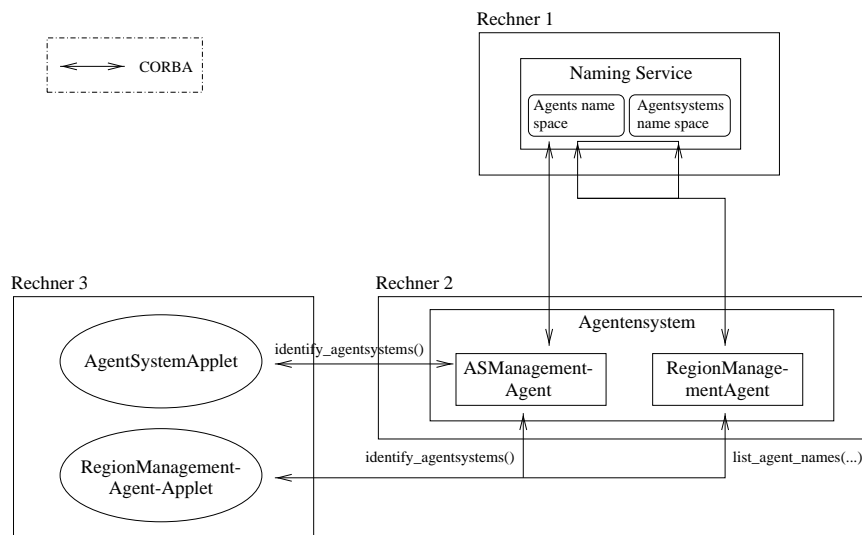 Rechner 1
CORBA
Naming Service
Agents name
space
Agentsystems
name space
Rechner 3
Rechner 2
Agentensystem
identify_agentsystems()
AgentSystemApplet
ASManagement-
Agent
RegionManage-
mentAgent
RegionManagement-
Agent-Applet
identify_agentsystems()
list_agent_names(...)